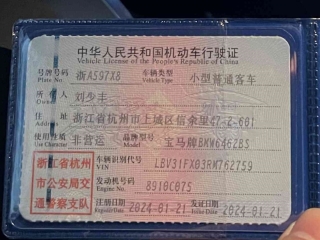 中华人民共和国机动车行驶证
Vehicle License of the People's Republic of China
号牌号码 浙A597X8 车辆类型 小型普通客车
Plate No. Vehicle Type
所有人 刘少丰
Owner
住址 浙江省杭州市上城区信余里47-2-601
Address
使用性质 非营运 品牌型号 宝马牌BKW646ZBS
Use Character Model
浙江省杭州
市公安局交
通警察支队
车辆识别代号 LBV31FX03RM762759
VIN
发动机号码 8910C075
Engine No.
注册日期 2024-01-21 发证日期 2024-01-21
Register Date Issue Date